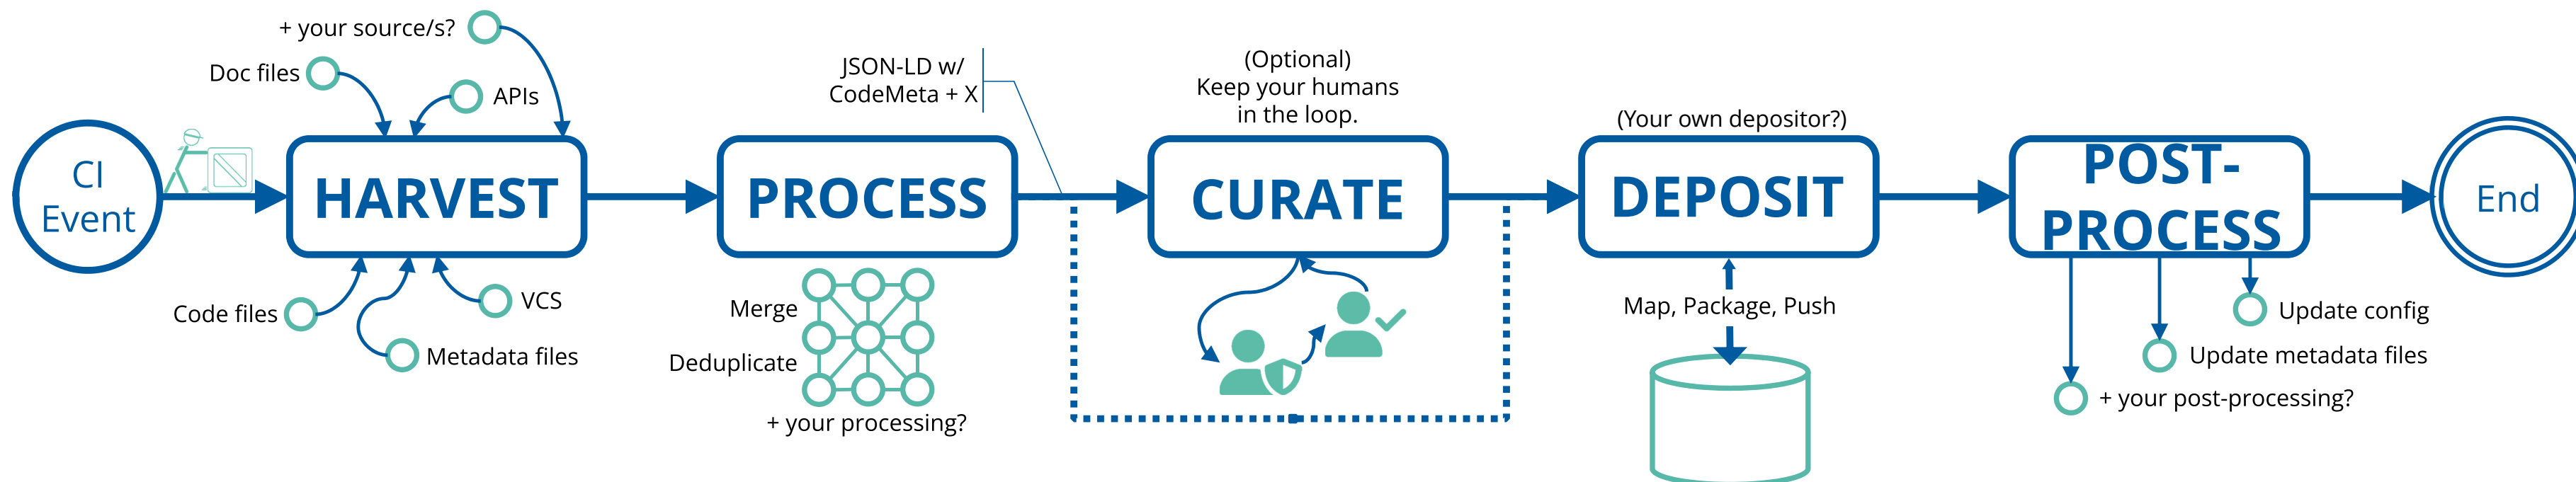 + your source/s?
Doc files
APIs
CI
Event
HARVEST
Code files
VCS
Metadata files
PROCESS
Merge
Deduplicate
+ your processing?
JSON-LD w/
CodeMeta + X
(Optional)
Keep your humans
in the loop.
CURATE
(Your own depositor?)
DEPOSIT
Map, Package, Push
POST-
PROCESS
Update config
Update metadata files
+ your post-processing?
End